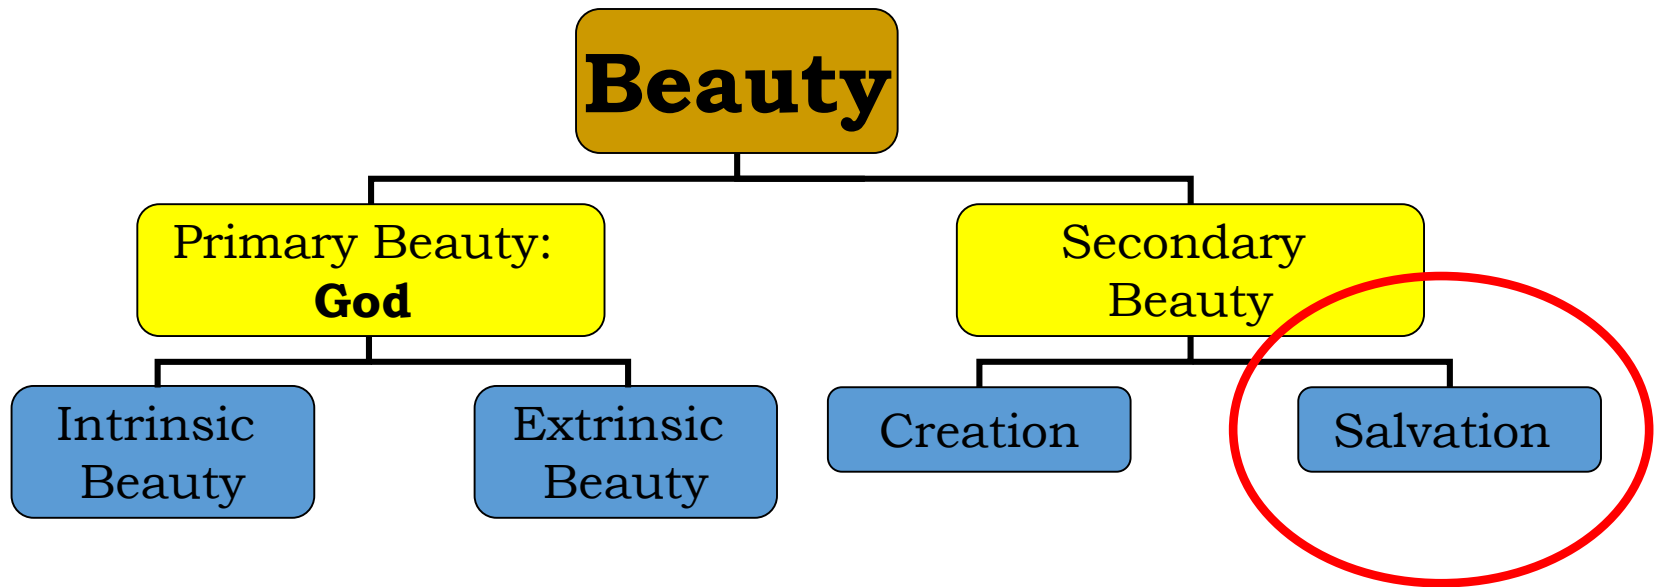 Beauty
Primary Beauty:
God
Secondary
Beauty
Intrinsic
Beauty
Extrinsic
Beauty
Creation
Salvation